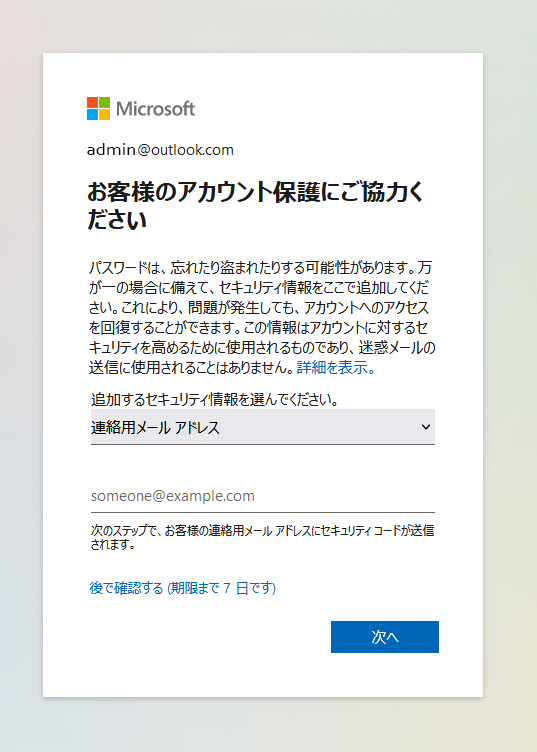 Microsoft
admin@outlook.com
お客様のアカウント保護にご協力く
ださい
パスワードは、忘れたり盗まれたりする可能性があります。万
が一の場合に備えて、セキュリティ情報をここで追加してくだ
さい。これにより、問題が発生しても、アカウントへのアクセス
を回復することができます。この情報はアカウントに対するセ
キュリティを高めるために使用されるものであり、迷惑メールの
送信に使用されることはありません。詳細を表示。
追加するセキュリティ情報を選んでください。
連絡用メール アドレス
someone@example.com
次のステップで、お客様の連絡用メール アドレスにセキュリティ コードが送信
されます。
後で確認する (期限まで 7 日です)
次へ